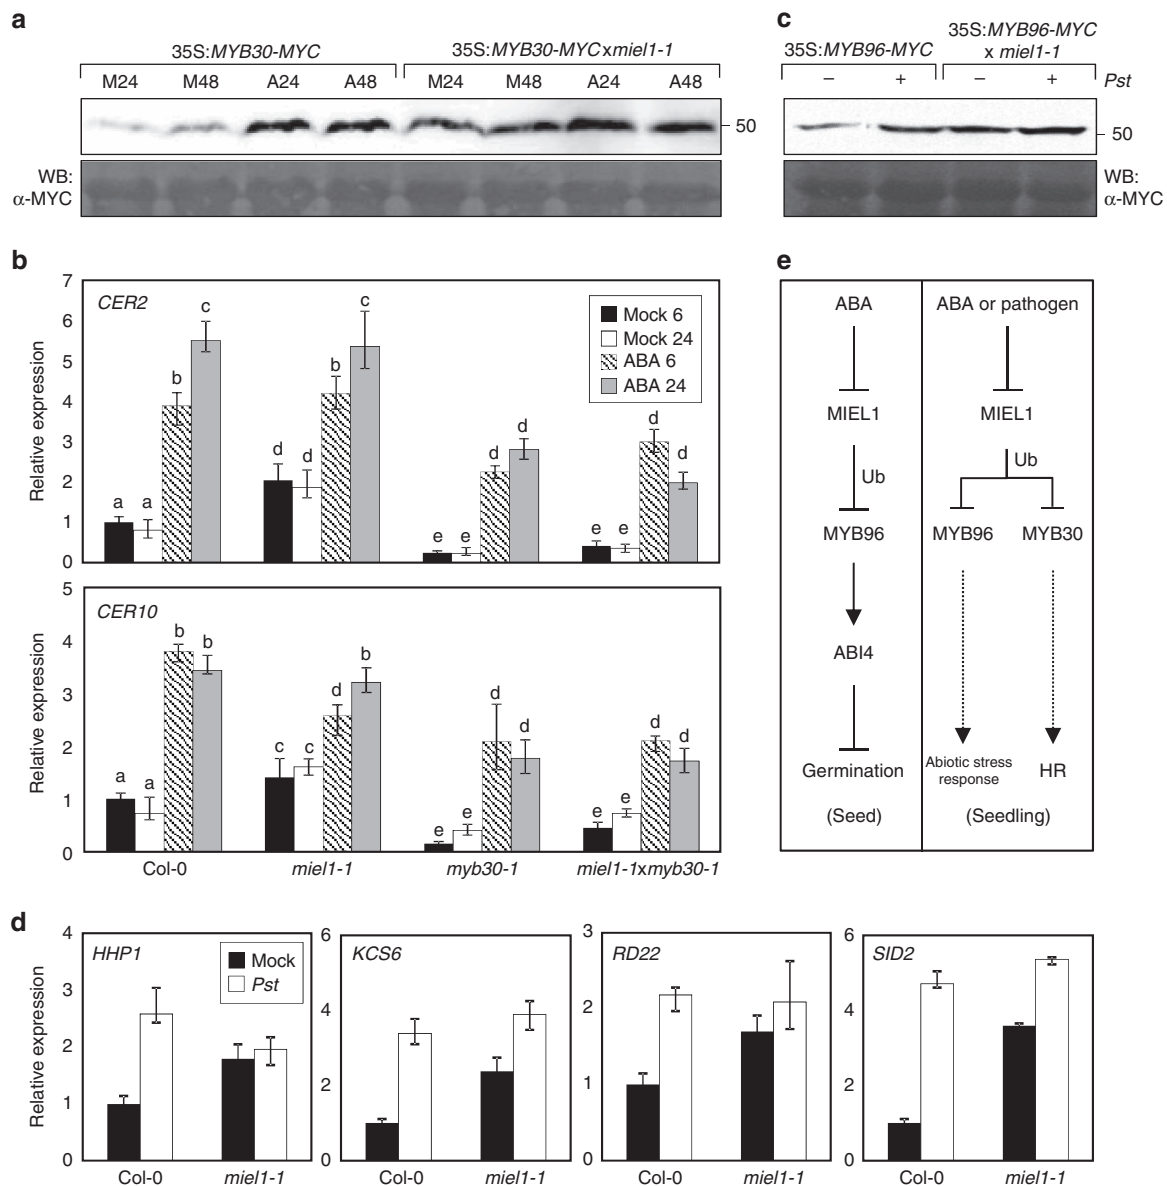 a
35S:MYB30-MYC
35S:MYB30-MYCxmiel1-1
M24 M48 A24 A48 M24 M48 A24 A48
50
WB:
α-MYC
c
35S:MYB96-MYC
35S:MYB96-MYC
x miel1-1
– + – + Pst
50
WB:
α-MYC
b
Relative expression
7
6
5
4
3
2
1
0
CER2
Mock 6
Mock 24
ABA 6
ABA 24
a a b c
d d b c
e e d d
e e d d
Relative expression
5
4
3
2
1
0
CER10
a a b b
c c d b
e e d d
e e d d
Col-0 miel1-1 myb30-1 miel1-1xmyb30-1
e
ABA
MIEL1
Ub
MYB96
ABI4
Germination
(Seed)
ABA or pathogen
MIEL1
Ub
MYB96 MYB30
Abiotic stress
response
HR
(Seedling)
d
Relative expression
4
3
2
1
0
HHP1
Mock
Pst
Col-0 miel1-1
6
4
2
0
KCS6
Col-0 miel1-1
3
2
1
0
RD22
Col-0 miel1-1
6
4
2
0
SID2
Col-0 miel1-1